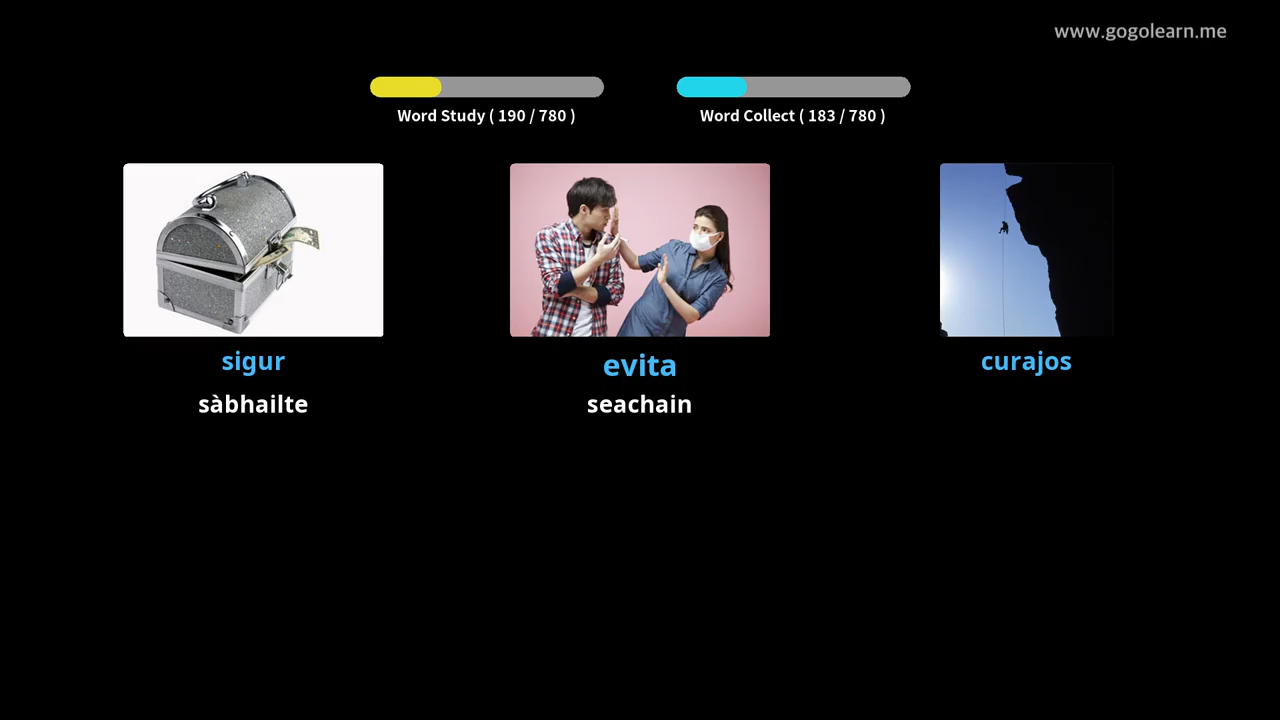 www.gogolearn.me
Word Study ( 190 / 780 )
Word Collect ( 183 / 780 )
sigur
evita
curajos
sàbhailte
seachain